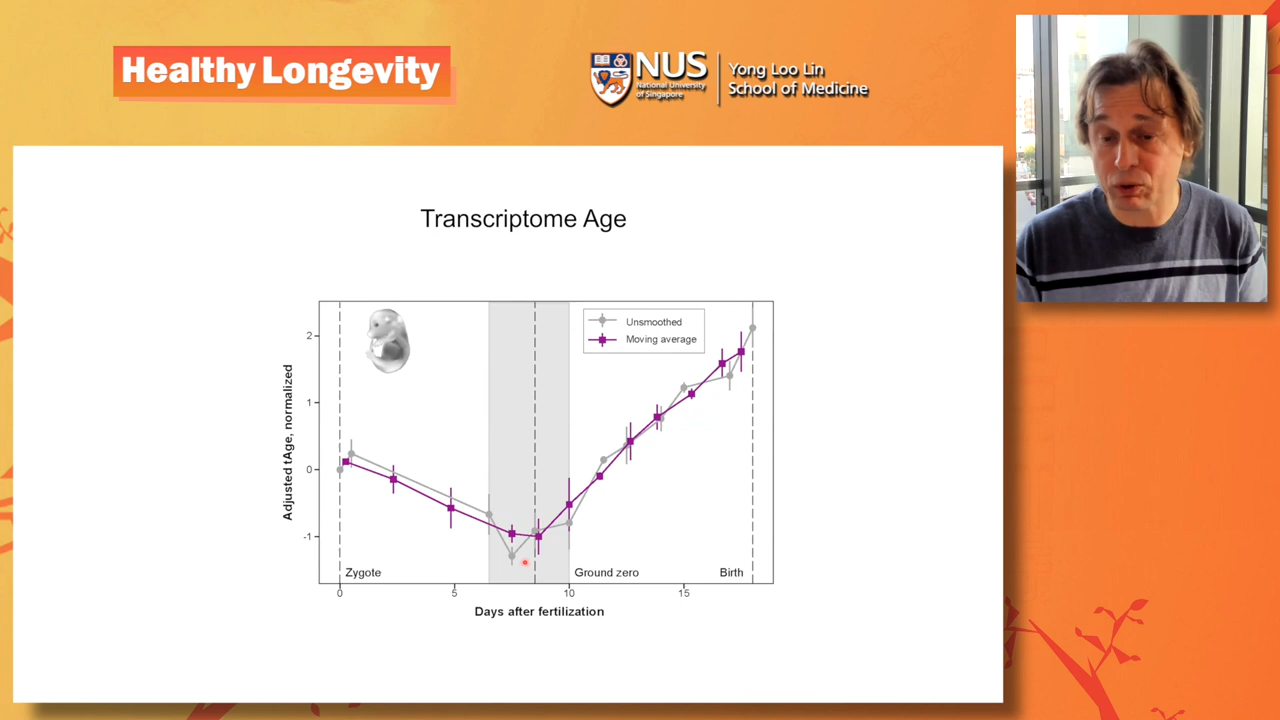 Healthy Longevity
NUS
National University
of Singapore
Yong Loo Lin
School of Medicine
Transcriptome Age
Unsmoothed
Moving average
Adjusted tAge, normalized
2
1
0
-1
Zygote
Ground zero
Birth
0
5
10
15
Days after fertilization